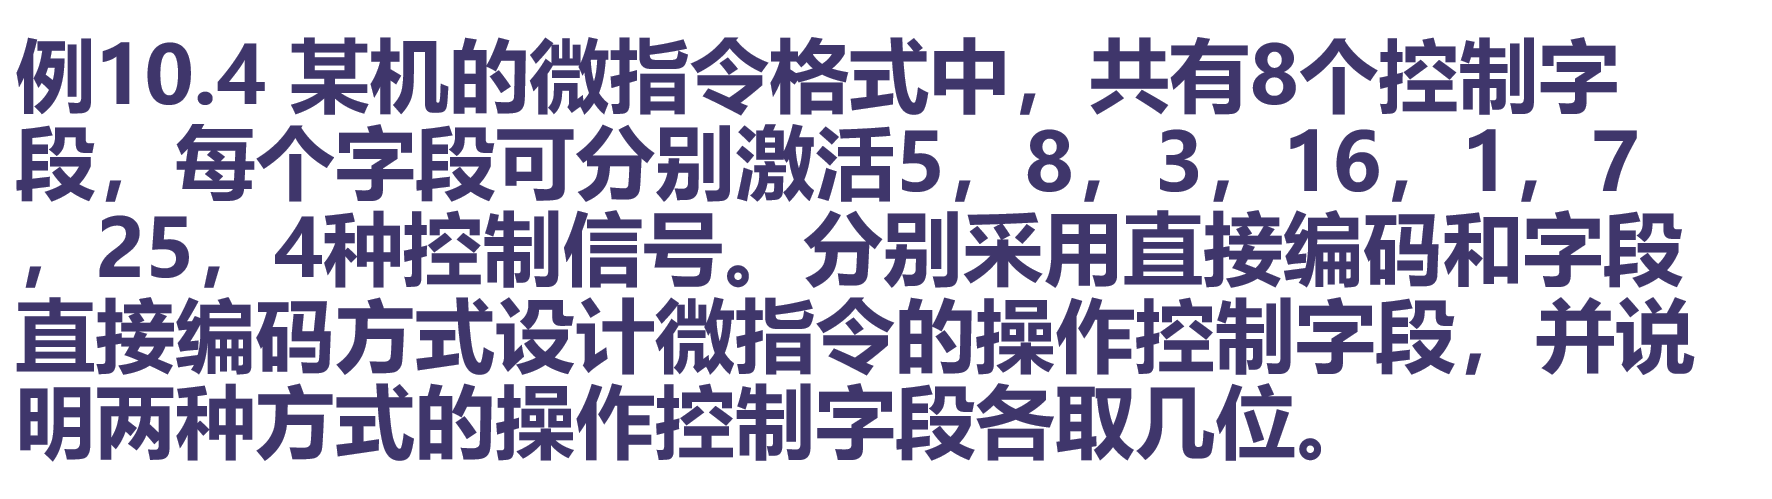 例10.4 某机的微指令格式中，共有8个控制字
段，每个字段可分别激活5，8，3，16，1，7
，25，4种控制信号。分别采用直接编码和字段
直接编码方式设计微指令的操作控制字段，并说
明两种方式的操作控制字段各取几位。